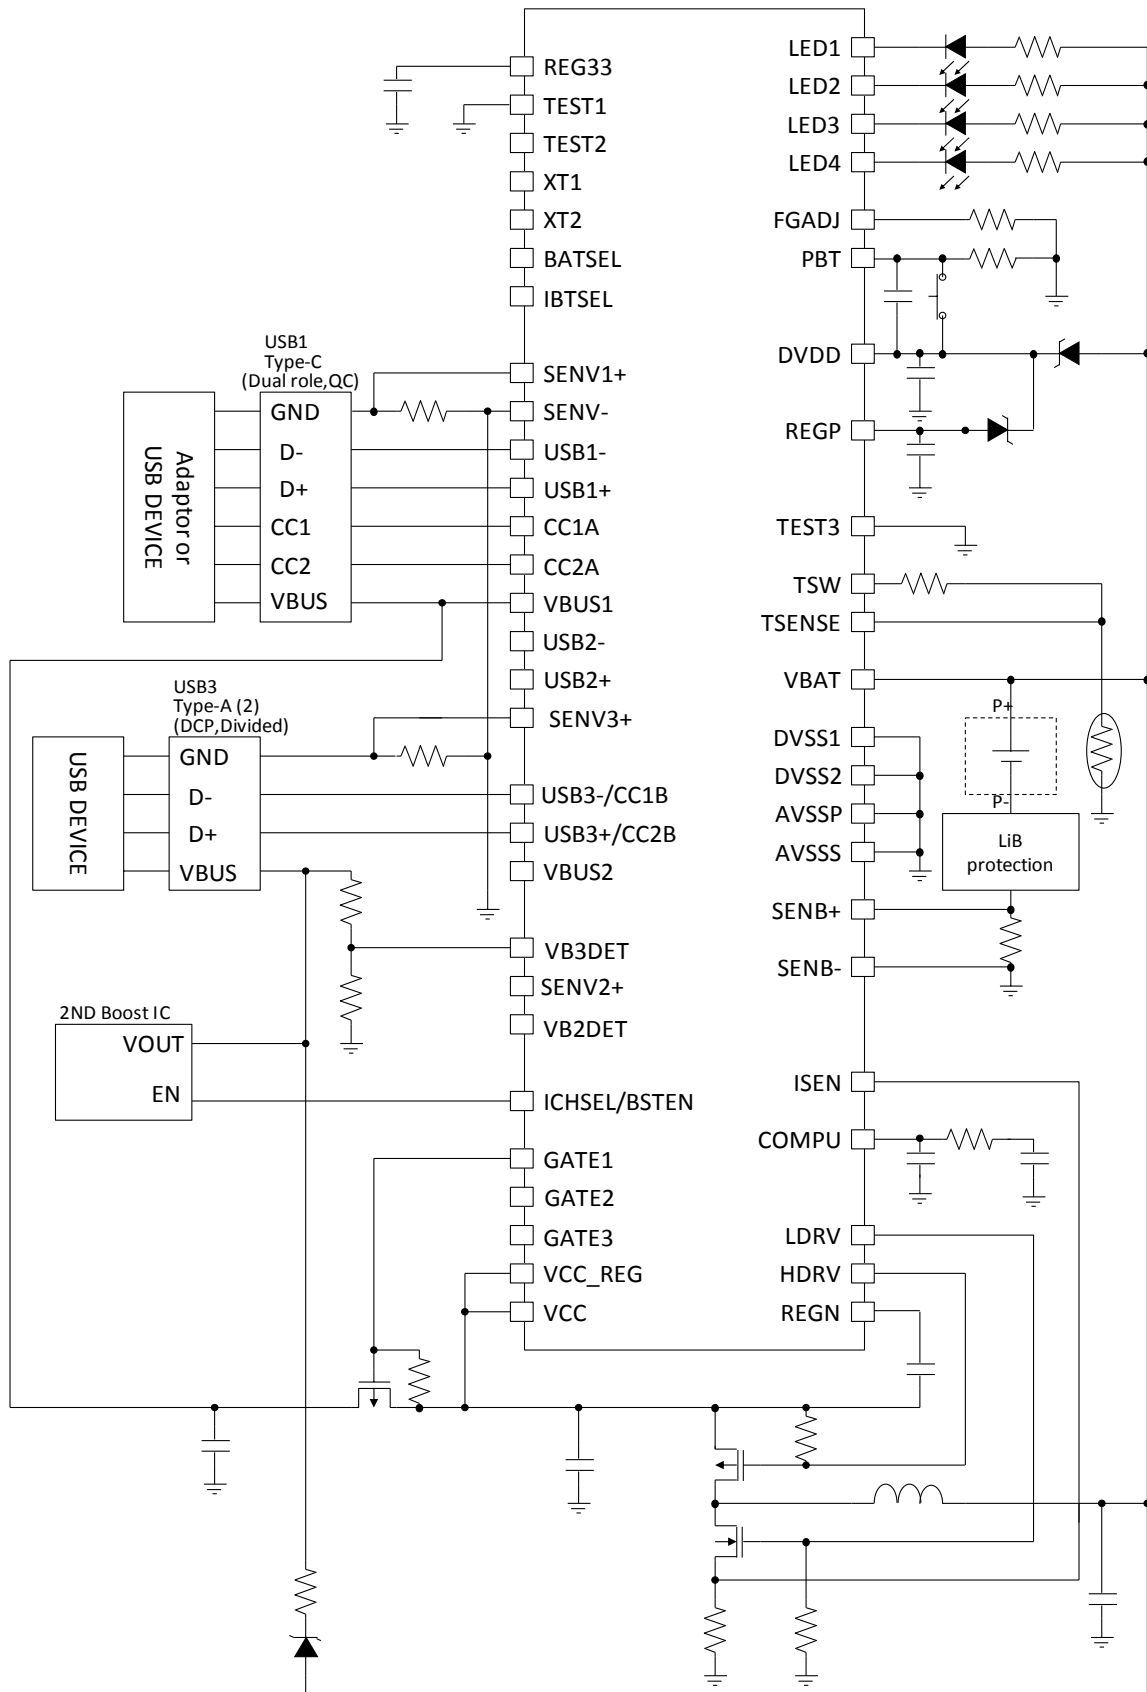 REG33
TEST1
TEST2
XT1
XT2
BATSEL
IBTSEL
SENV1+
SENV-
USB1-
USB1+
CC1A
CC2A
VBUS1
USB2-
USB2+
SENV3+
USB3-/CC1B
USB3+/CC2B
VBUS2
VB3DET
SENV2+
VB2DET
ICHSEL/BSTEN
GATE1
GATE2
GATE3
VCC_REG
VCC
LED1
LED2
LED3
LED4
FGADJ
PBT
DVDD
REGP
TEST3
TSW
TSENSE
VBAT
DVSS1
DVSS2
AVSSP
AVSSS
SENB+
SENB-
ISEN
COMPU
LDRV
HDRV
REGN
USB1
Type-C
(Dual role,QC)
GND
D-
D+
CC1
CC2
VBUS
Adaptor or
USB DEVICE
USB3
Type-A (2)
(DCP,Divided)
GND
D-
D+
VBUS
USB DEVICE
2ND Boost IC
VOUT
EN
P+
P-
LiB
protection